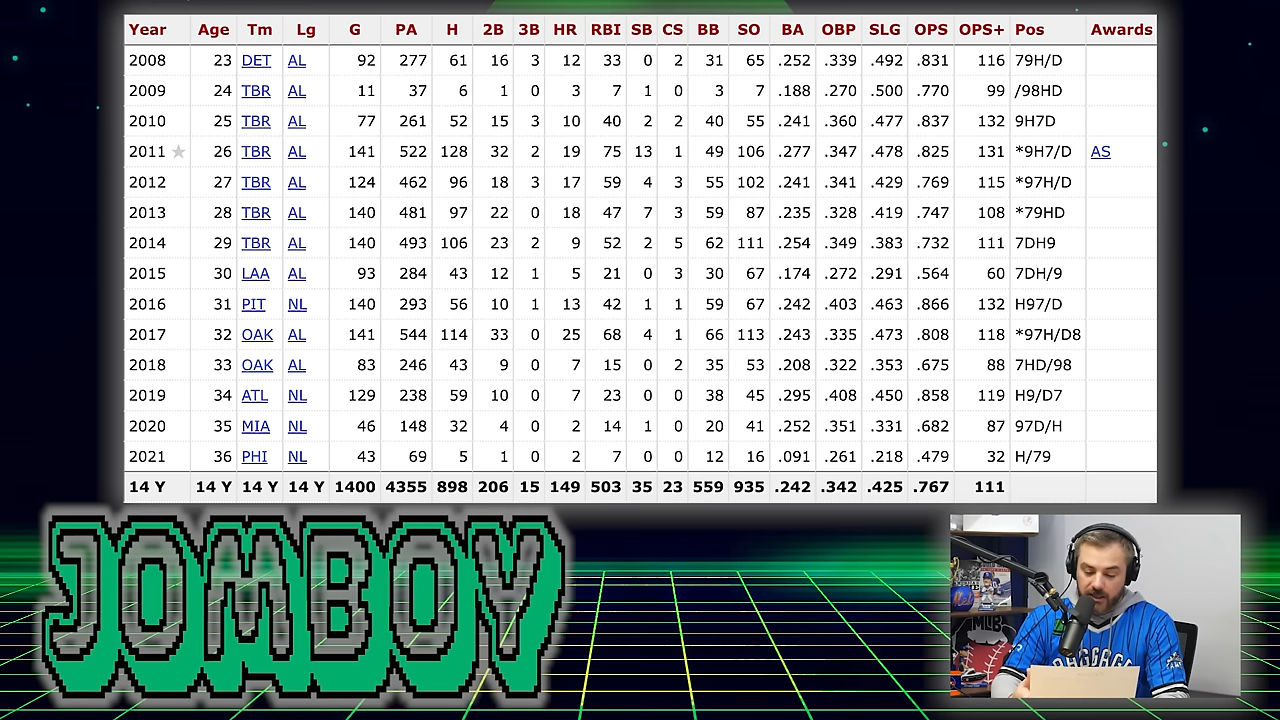 Year Age Tm Lg G PA H 2B 3B HR RBI SB CS BB SO BA OBP SLG OPS OPS+ Pos Awards
2008 23 DET AL 92 277 61 16 3 12 33 0 2 31 65 .252 .339 .492 .831 116 79H/D
2009 24 TBR AL 11 37 6 1 0 3 7 1 0 3 7 .188 .270 .500 .770 99 /98HD
2010 25 TBR AL 77 261 52 15 3 10 40 2 2 40 55 .241 .360 .477 .837 132 9H7D
2011 ★ 26 TBR AL 141 522 128 32 2 19 75 13 1 49 106 .277 .347 .478 .825 131 *9H7/D AS
2012 27 TBR AL 124 462 96 18 3 17 59 4 3 55 102 .241 .341 .429 .769 115 *97H/D
2013 28 TBR AL 140 481 97 22 0 18 47 7 3 59 87 .235 .328 .419 .747 108 *79HD
2014 29 TBR AL 140 493 106 23 2 9 52 2 5 62 111 .254 .349 .383 .732 111 7DH9
2015 30 LAA AL 93 284 43 12 1 5 21 0 3 30 67 .174 .272 .291 .564 60 7DH/9
2016 31 PIT NL 140 293 56 10 1 13 42 1 1 59 67 .242 .403 .463 .866 132 H97/D
2017 32 OAK AL 141 544 114 33 0 25 68 4 1 66 113 .243 .335 .473 .808 118 *97H/D8
2018 33 OAK AL 83 246 43 9 0 7 15 0 2 35 53 .208 .322 .353 .675 88 7HD/98
2019 34 ATL NL 129 238 59 10 0 7 23 0 0 38 45 .295 .408 .450 .858 119 H9/D7
2020 35 MIA NL 46 148 32 4 0 2 14 1 0 20 41 .252 .351 .331 .682 87 97D/H
2021 36 PHI NL 43 69 5 1 0 2 7 0 0 12 16 .091 .261 .218 .479 32 H/79
14 Y 14 Y 14 Y 14 Y 1400 4355 898 206 15 149 503 35 23 559 935 .242 .342 .425 .767 111
JOMBOY
MLB